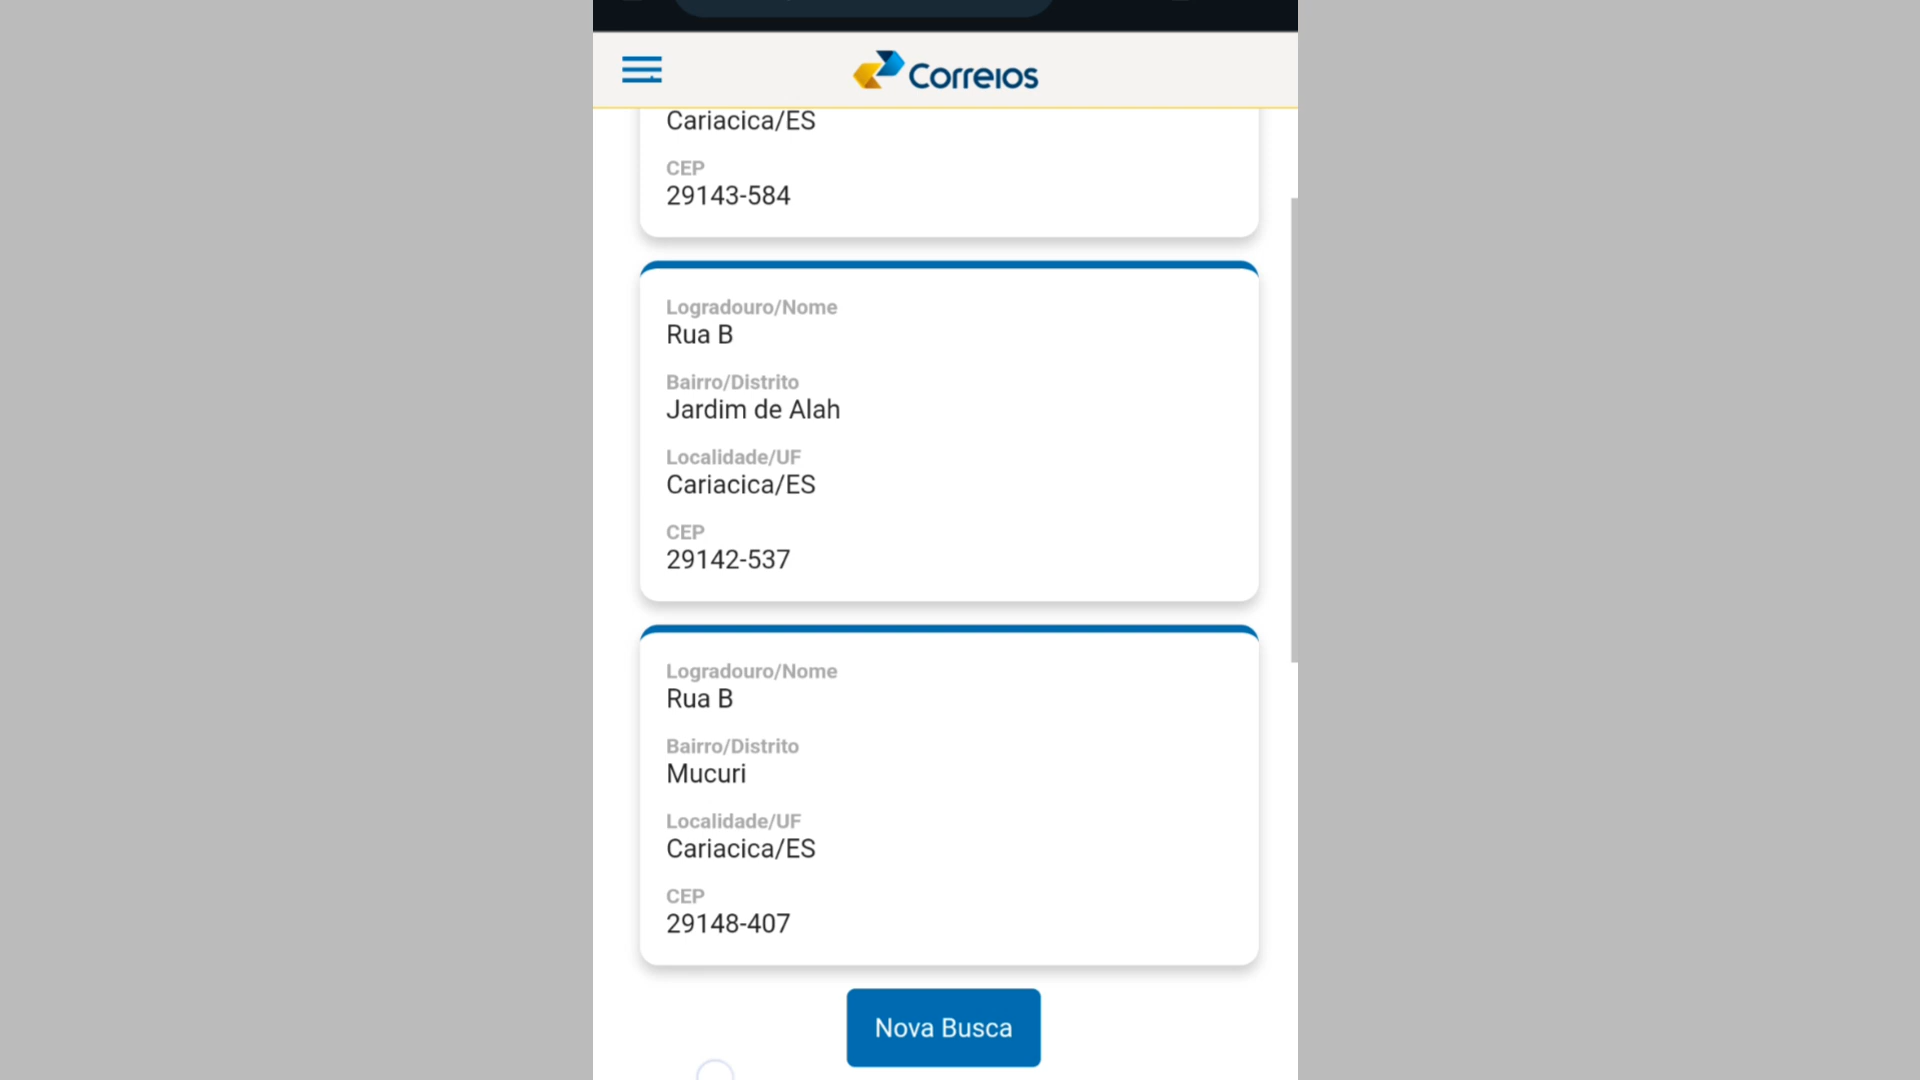 Correios
Cariacica/ES
CEP
29143-584
Logradouro/Nome
Rua B
Bairro/Distrito
Jardim de Alah
Localidade/UF
Cariacica/ES
CEP
29142-537
Logradouro/Nome
Rua B
Bairro/Distrito
Mucuri
Localidade/UF
Cariacica/ES
CEP
29148-407
Nova Busca